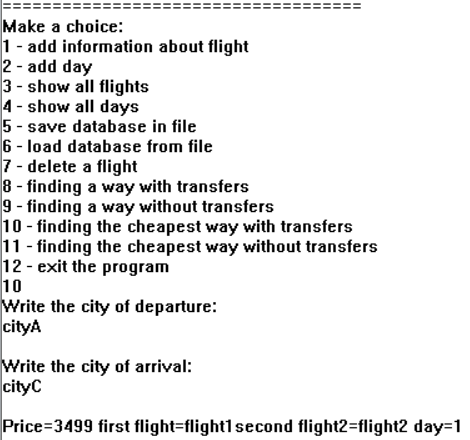 ====================================
Make a choice:
1 - add information about flight
2 - add day
3 - show all flights
4 - show all days
5 - save database in file
6 - load database from file
7 - delete a flight
8 - finding a way with transfers
9 - finding a way without transfers
10 - finding the cheapest way with transfers
11 - finding the cheapest way without transfers
12 - exit the program
10
Write the city of departure:
cityA
Write the city of arrival:
cityC
Price=3499 first flight=flight1second flight2=flight2 day=1